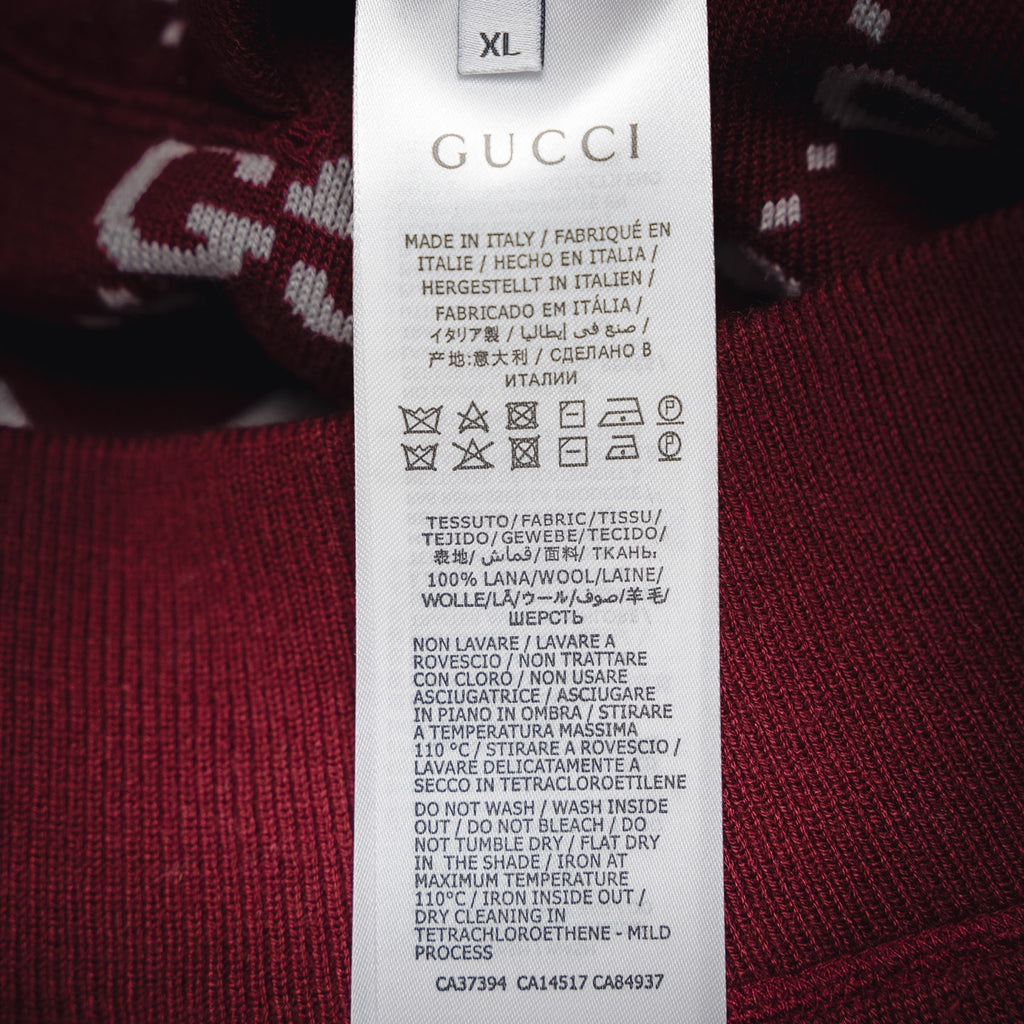 XL
GUCCI
MADE IN ITALY / FABRIQUÉ EN
ITALIE / HECHO EN ITALIA /
HERGESTELLT IN ITALIEN /
FABRICADO EM ITÁLIA /
イタリア製 / صنع في إيطاليا /
产地:意大利 / СДЕЛАНО В
ИТАЛИИ
P
P
TESSUTO/FABRIC/TISSU/
TEJIDO/GEWEBE/TECIDO/
表地/قماش/面料/ ТКАНЬ:
100% LANA/WOOL/LAINE/
WOLLE/LÃ/ウール/صوف/羊毛/
ШЕРСТЬ
NON LAVARE / LAVARE A
ROVESCIO / NON TRATTARE
CON CLORO / NON USARE
ASCIUGATRICE / ASCIUGARE
IN PIANO IN OMBRA / STIRARE
A TEMPERATURA MASSIMA
110 °C / STIRARE A ROVESCIO /
LAVARE DELICATAMENTE A
SECCO IN TETRACLOROETILENE
DO NOT WASH / WASH INSIDE
OUT / DO NOT BLEACH / DO
NOT TUMBLE DRY / FLAT DRY
IN THE SHADE / IRON AT
MAXIMUM TEMPERATURE
110°C / IRON INSIDE OUT /
DRY CLEANING IN
TETRACHLOROETHENE - MILD
PROCESS
CA37394 CA14517 CA84937